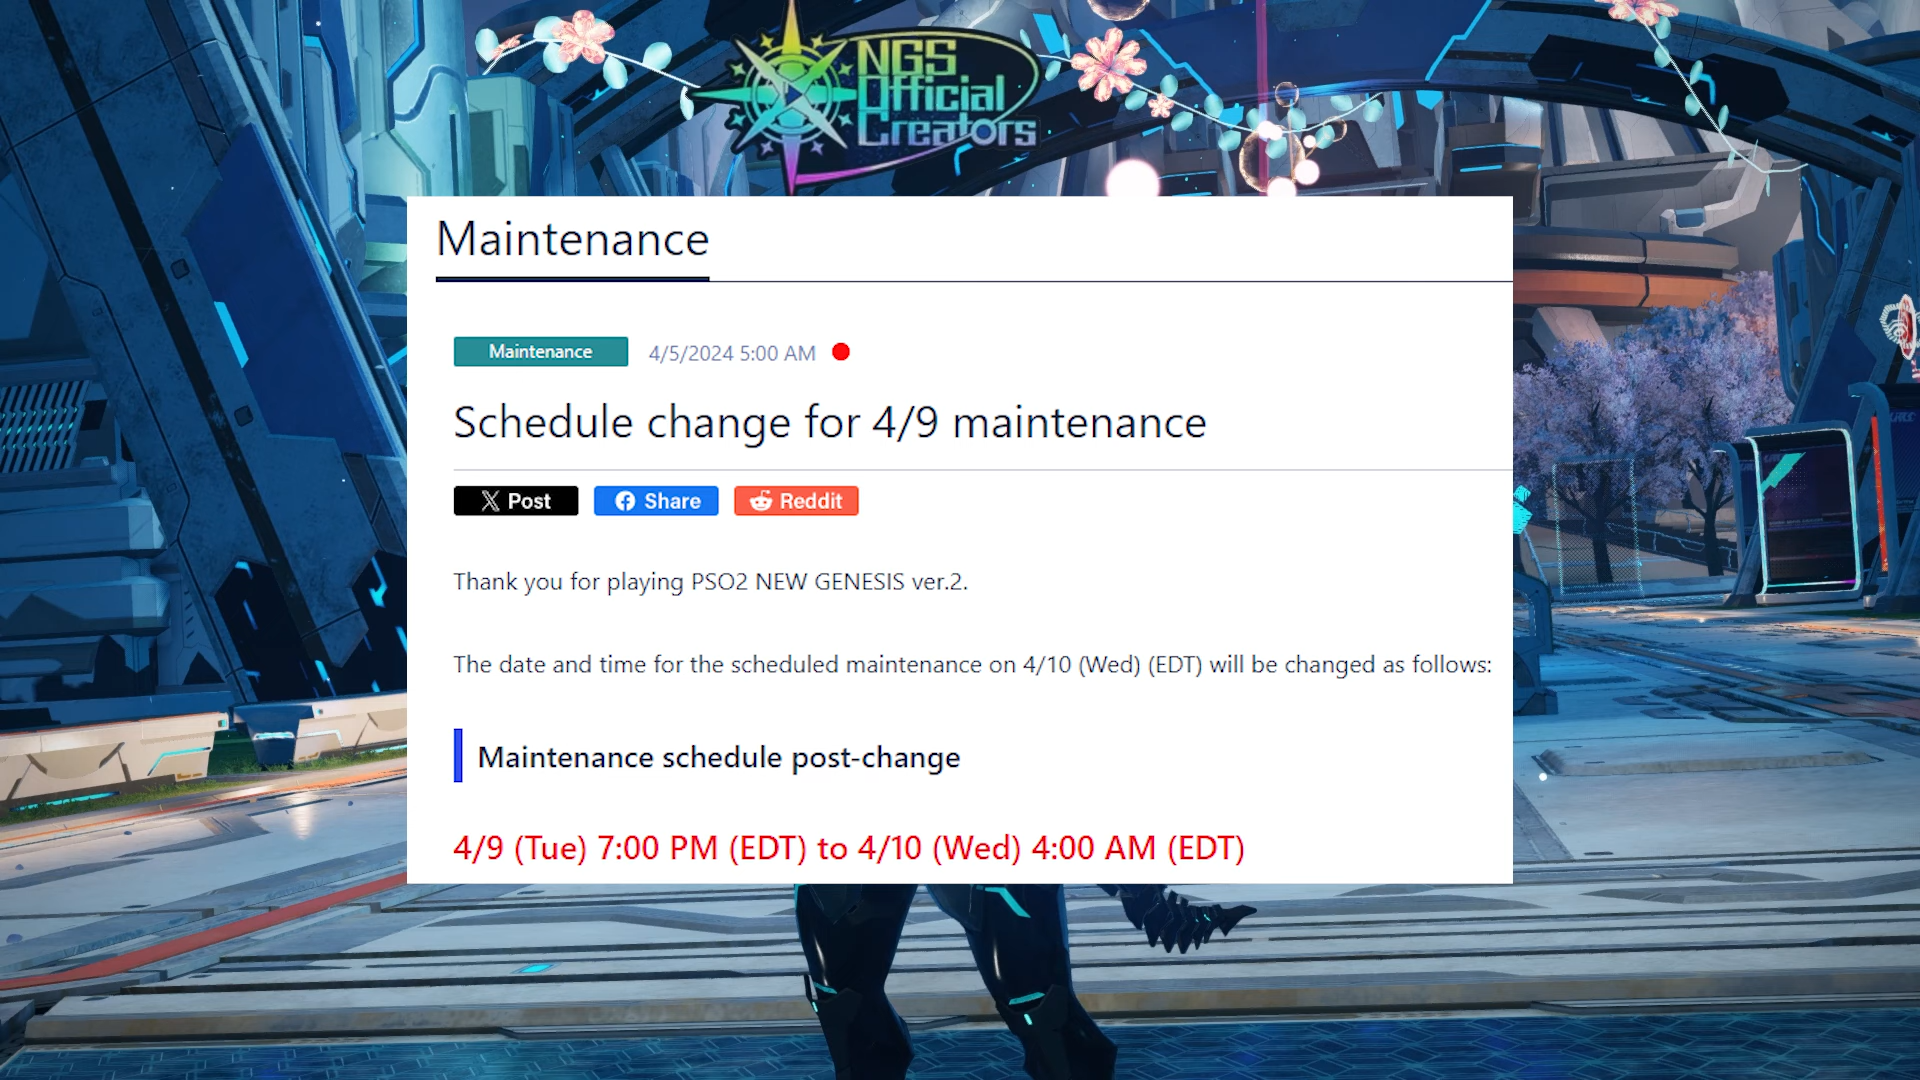 NGS
Official
Creators
Maintenance
Maintenance 4/5/2024 5:00 AM
Schedule change for 4/9 maintenance
Post Share Reddit
Thank you for playing PSO2 NEW GENESIS ver.2.
The date and time for the scheduled maintenance on 4/10 (Wed) (EDT) will be changed as follows:
Maintenance schedule post-change
4/9 (Tue) 7:00 PM (EDT) to 4/10 (Wed) 4:00 AM (EDT)